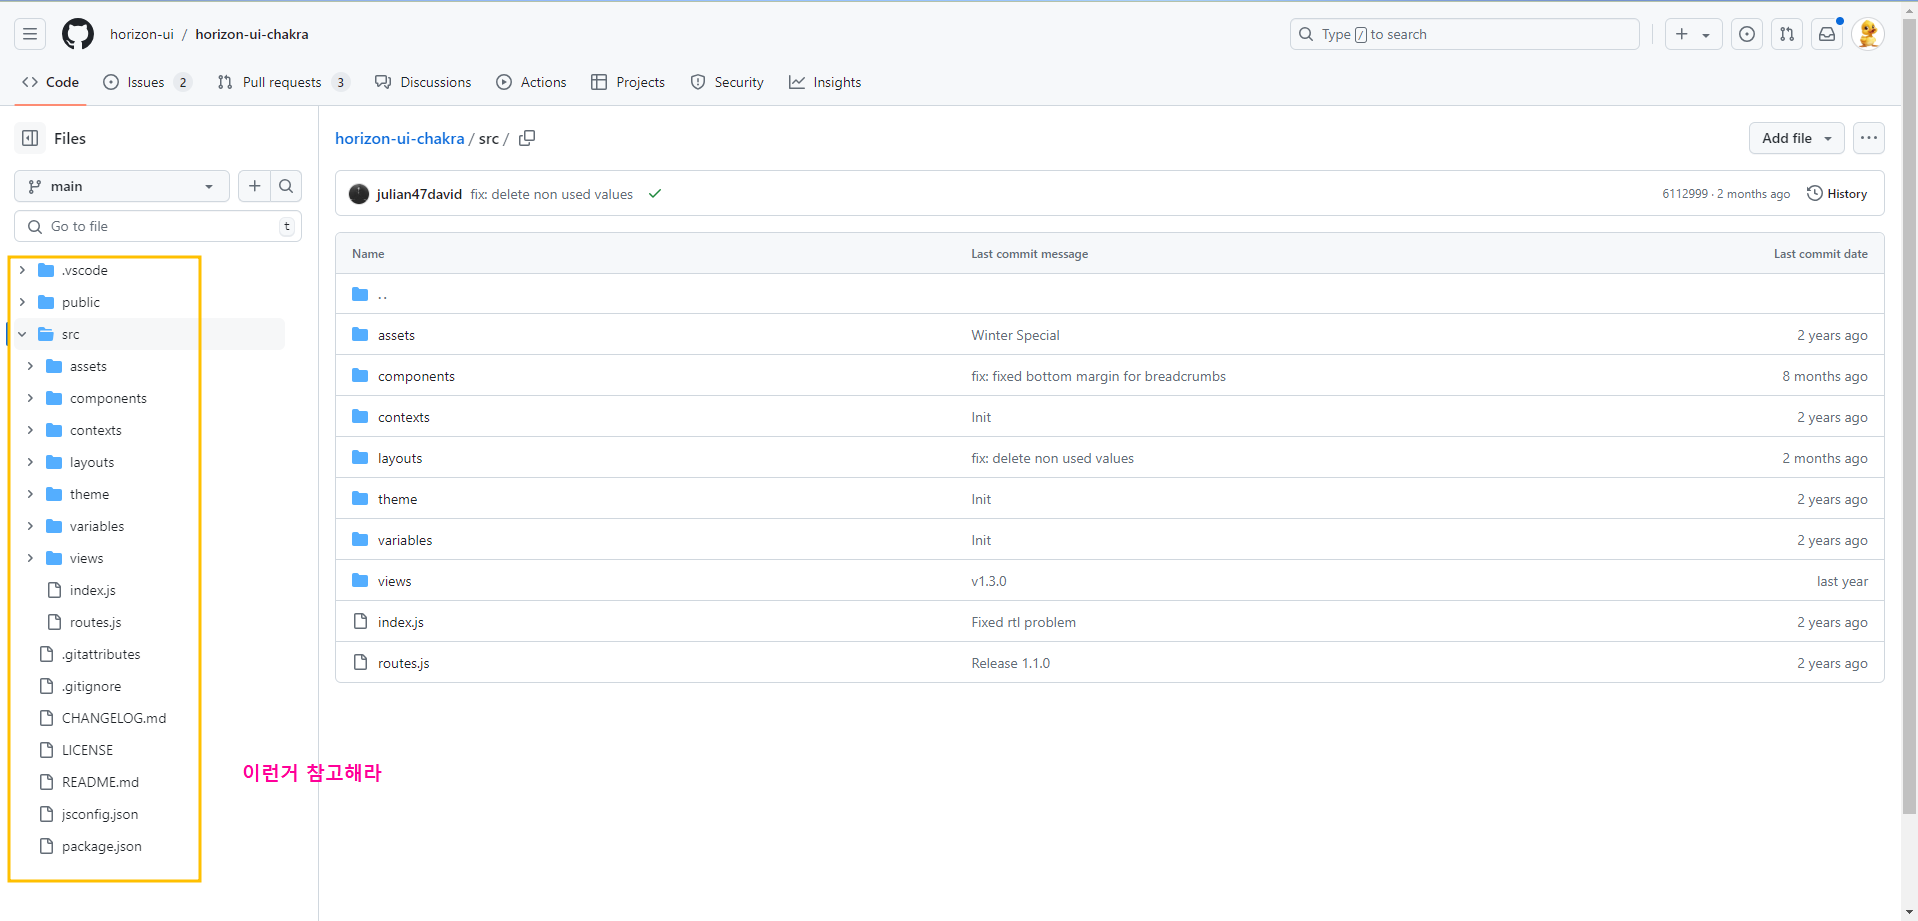 horizon-ui / horizon-ui-chakra
Type / to search
Code
Issues 2
Pull requests 3
Discussions
Actions
Projects
Security
Insights
Files
main
Go to file
t
.vscode
public
src
assets
components
contexts
layouts
theme
variables
views
index.js
routes.js
.gitattributes
.gitignore
CHANGELOG.md
LICENSE
README.md
jsconfig.json
package.json
이런거 참고해라
horizon-ui-chakra / src /
Add file
julian47david fix: delete non used values
6112999 · 2 months ago
History
Name Last commit message Last commit date
..
assets Winter Special 2 years ago
components fix: fixed bottom margin for breadcrumbs 8 months ago
contexts Init 2 years ago
layouts fix: delete non used values 2 months ago
theme Init 2 years ago
variables Init 2 years ago
views v1.3.0 last year
index.js Fixed rtl problem 2 years ago
routes.js Release 1.1.0 2 years ago